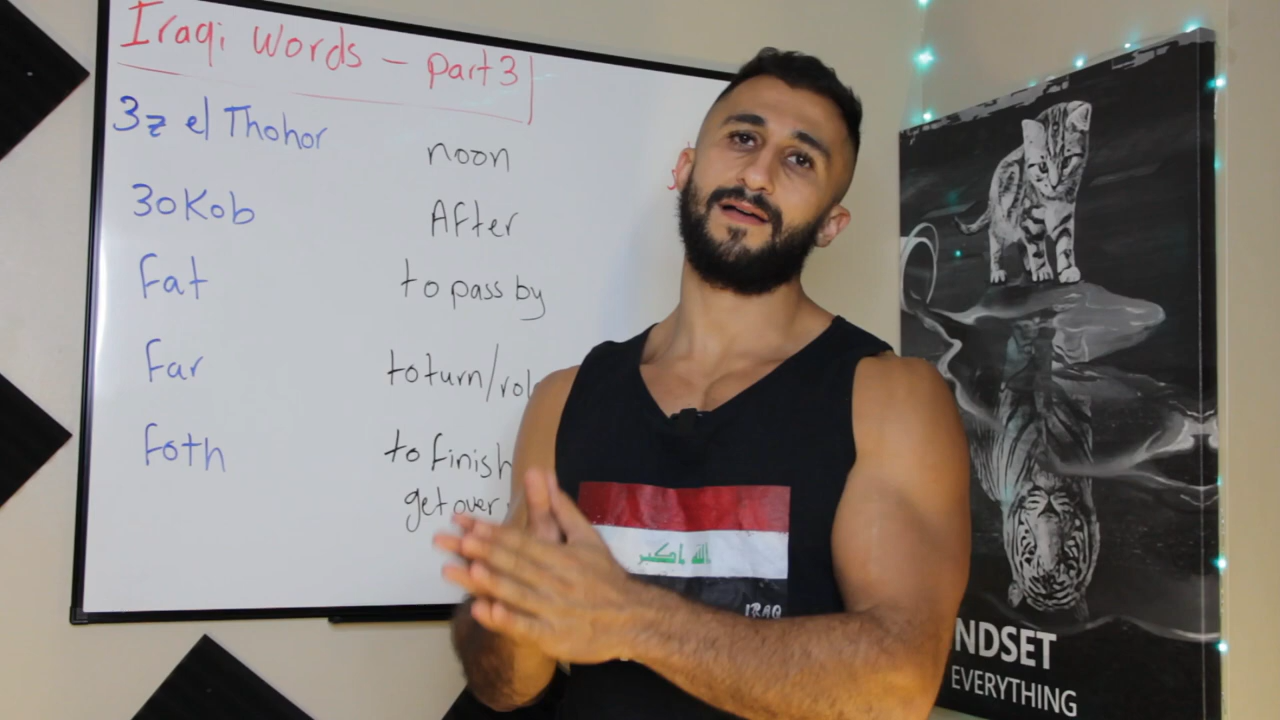 Iraqi Words - part 3
3z el Thohor
noon
30Kob
After
Fat
to pass by
Far
to turn/rol
Foth
to finish
get over
الله اكبر
IRAQ
NDSET
EVERYTHING